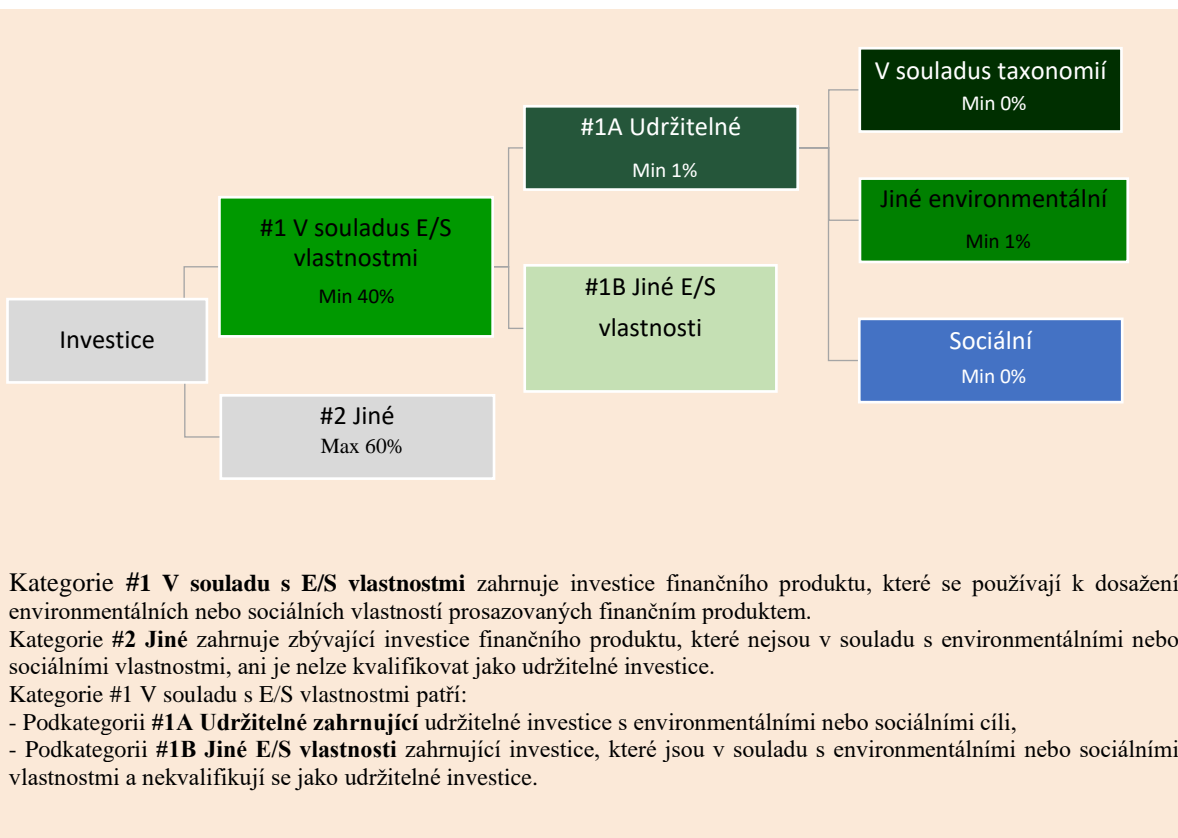 V souladus taxonomií
Min 0%
#1A Udržitelné
Min 1%
Jiné environmentální
Min 1%
#1 V souladus E/S
vlastnostmi
Min 40%
#1B Jiné E/S
vlastnosti
Investice
Sociální
Min 0%
#2 Jiné
Max 60%
Kategorie #1 V souladu s E/S vlastnostmi zahrnuje investice finančního produktu, které se používají k dosažení
environmentálních nebo sociálních vlastností prosazovaných finančním produktem.
Kategorie #2 Jiné zahrnuje zbývající investice finančního produktu, které nejsou v souladu s environmentálními nebo
sociálními vlastnostmi, ani je nelze kvalifikovat jako udržitelné investice.
Kategorie #1 V souladu s E/S vlastnostmi patří:
- Podkategorii #1A Udržitelné zahrnující udržitelné investice s environmentálními nebo sociálními cíli,
- Podkategorii #1B Jiné E/S vlastnosti zahrnující investice, které jsou v souladu s environmentálními nebo sociálními
vlastnostmi a nekvalifikují se jako udržitelné investice.